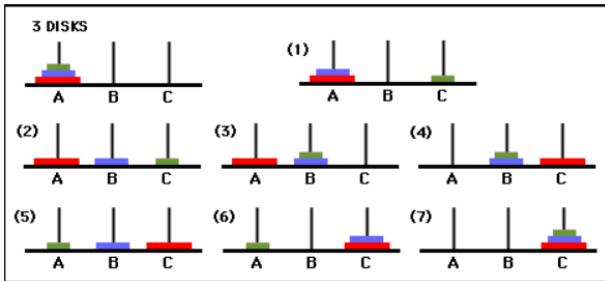 3 DISKS
A B C
(1)
A B C
(2)
A B C
(3)
A B C
(4)
A B C
(5)
A B C
(6)
A B C
(7)
A B C